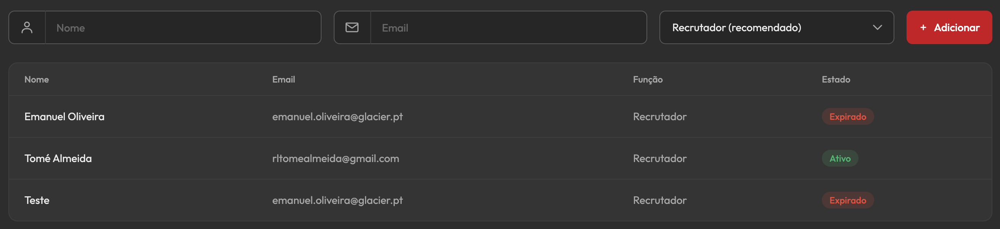 Nome
Email
Recrutador (recomendado)
+ Adicionar
Nome Email Função Estado
Emanuel Oliveira emanuel.oliveira@glacier.pt Recrutador Expirado
Tomé Almeida rltomealmeida@gmail.com Recrutador Ativo
Teste emanuel.oliveira@glacier.pt Recrutador Expirado